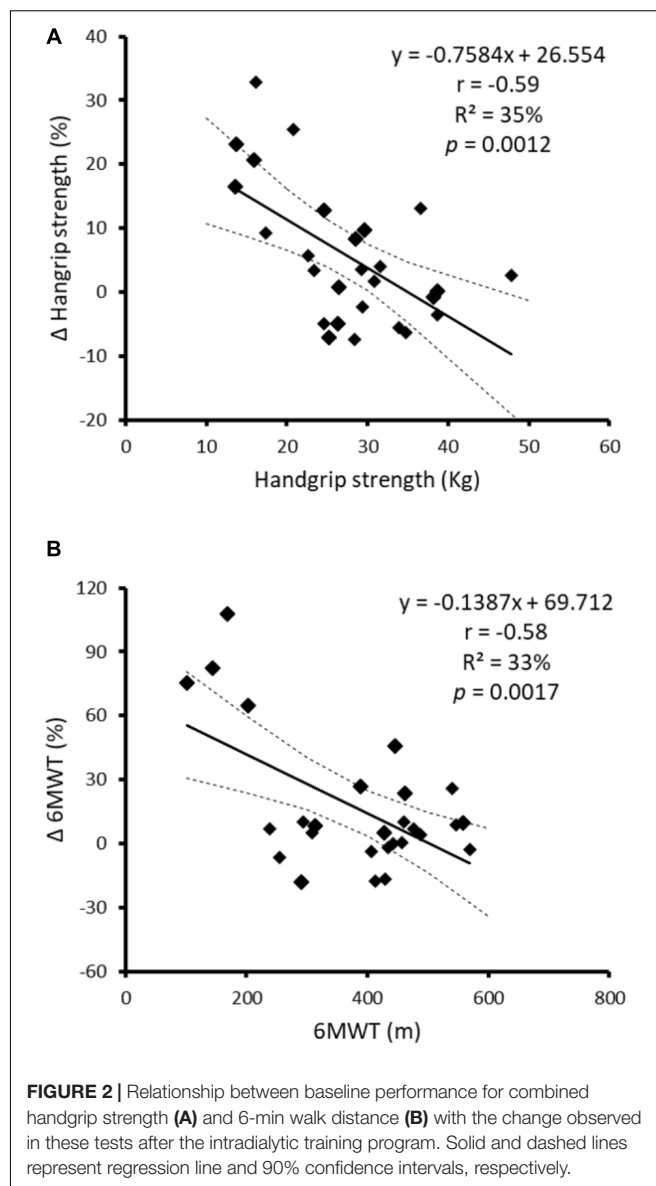 A
y = -0.7584x + 26.554
r = -0.59
R² = 35%
p = 0.0012
Δ Hangrip strength (%)
40
30
20
10
0
-10
-20
0 10 20 30 40 50 60
Handgrip strength (Kg)
B
y = -0.1387x + 69.712
r = -0.58
R² = 33%
p = 0.0017
Δ 6MWT (%)
120
90
60
30
0
-30
-60
0 200 400 600 800
6MWT (m)
FIGURE 2 | Relationship between baseline performance for combined
handgrip strength (A) and 6-min walk distance (B) with the change observed
in these tests after the intradialytic training program. Solid and dashed lines
represent regression line and 90% confidence intervals, respectively.